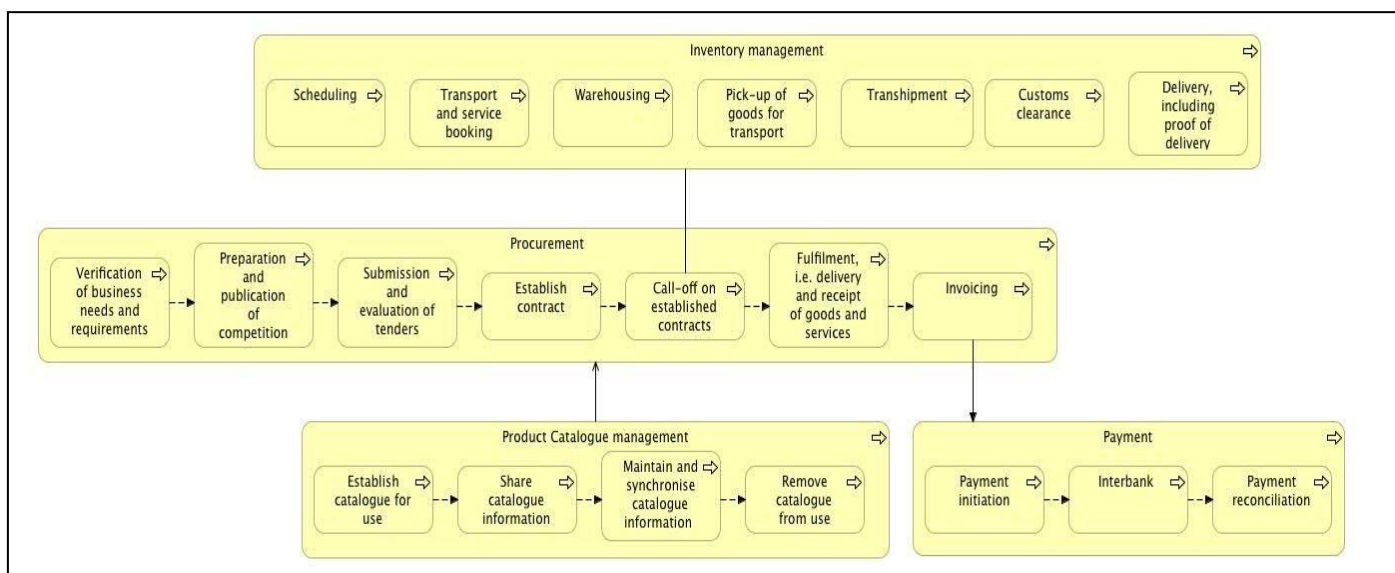 Inventory management
Scheduling
Transport
and service
booking
Warehousing
Pick-up of
goods for
transport
Transhipment
Customs
clearance
Delivery,
including
proof of
delivery
Procurement
Verification
of business
needs and
requirements
Preparation
and
publication
of
competition
Submission
and
evaluation of
tenders
Establish
contract
Call-off on
established
contracts
Fulfilment,
i.e. delivery
and receipt
of goods and
services
Invoicing
Product Catalogue management
Establish
catalogue for
use
Share
catalogue
information
Maintain and
synchronise
catalogue
information
Remove
catalogue
from use
Payment
Payment
initiation
Interbank
Payment
reconciliation